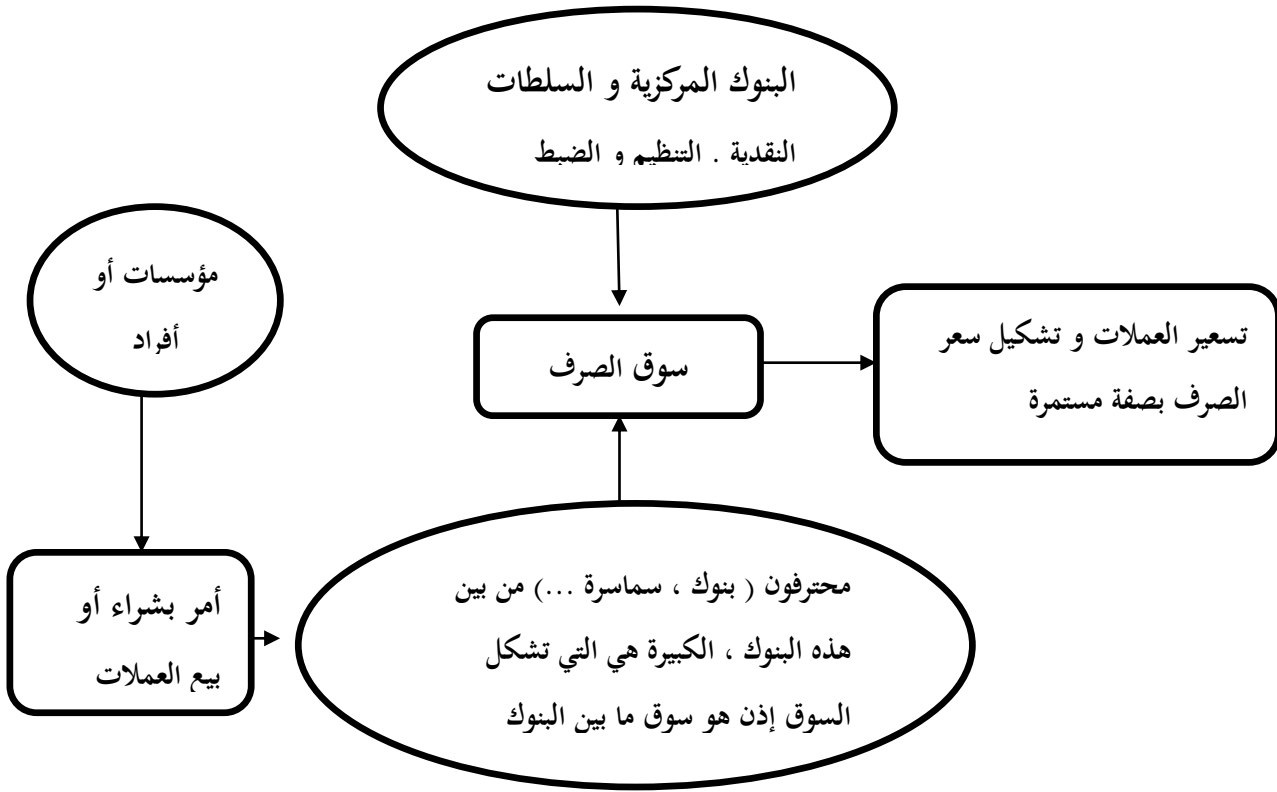 البنوك المركزية و السلطات
النقدية . التنظيم و الضبط
مؤسسات أو
أفراد
سوق الصرف
تسعير العملات و تشكيل سعر
الصرف بصفة مستمرة
أمر بشراء أو
بيع العملات
محترفون ( بنوك ، سماسرة ...) من بين
هذه البنوك ، الكبيرة هي التي تشكل
السوق إذن هو سوق ما بين البنوك